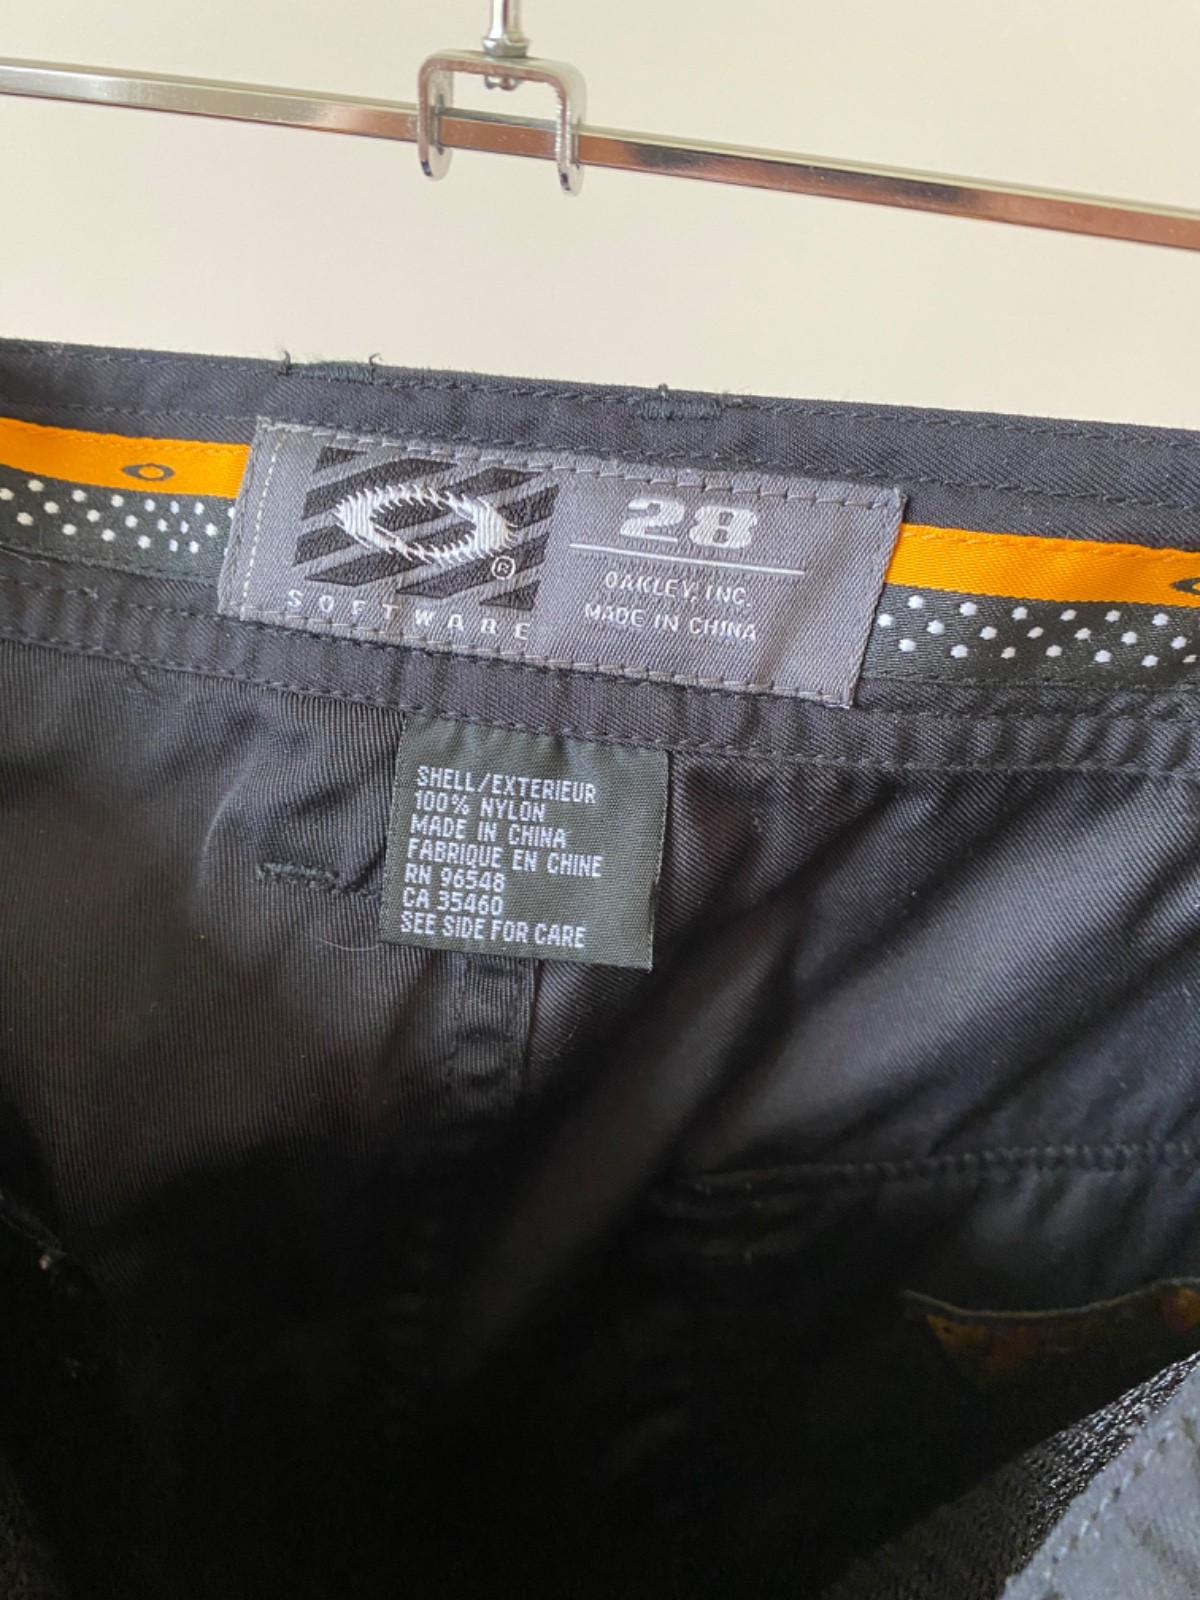 28
OAKLEY, INC.
MADE IN CHINA
®
SOFTWARE
SHELL/EXTERIEUR
100% NYLON
MADE IN CHINA
FABRIQUE EN CHINE
RN 96548
CA 35460
SEE SIDE FOR CARE